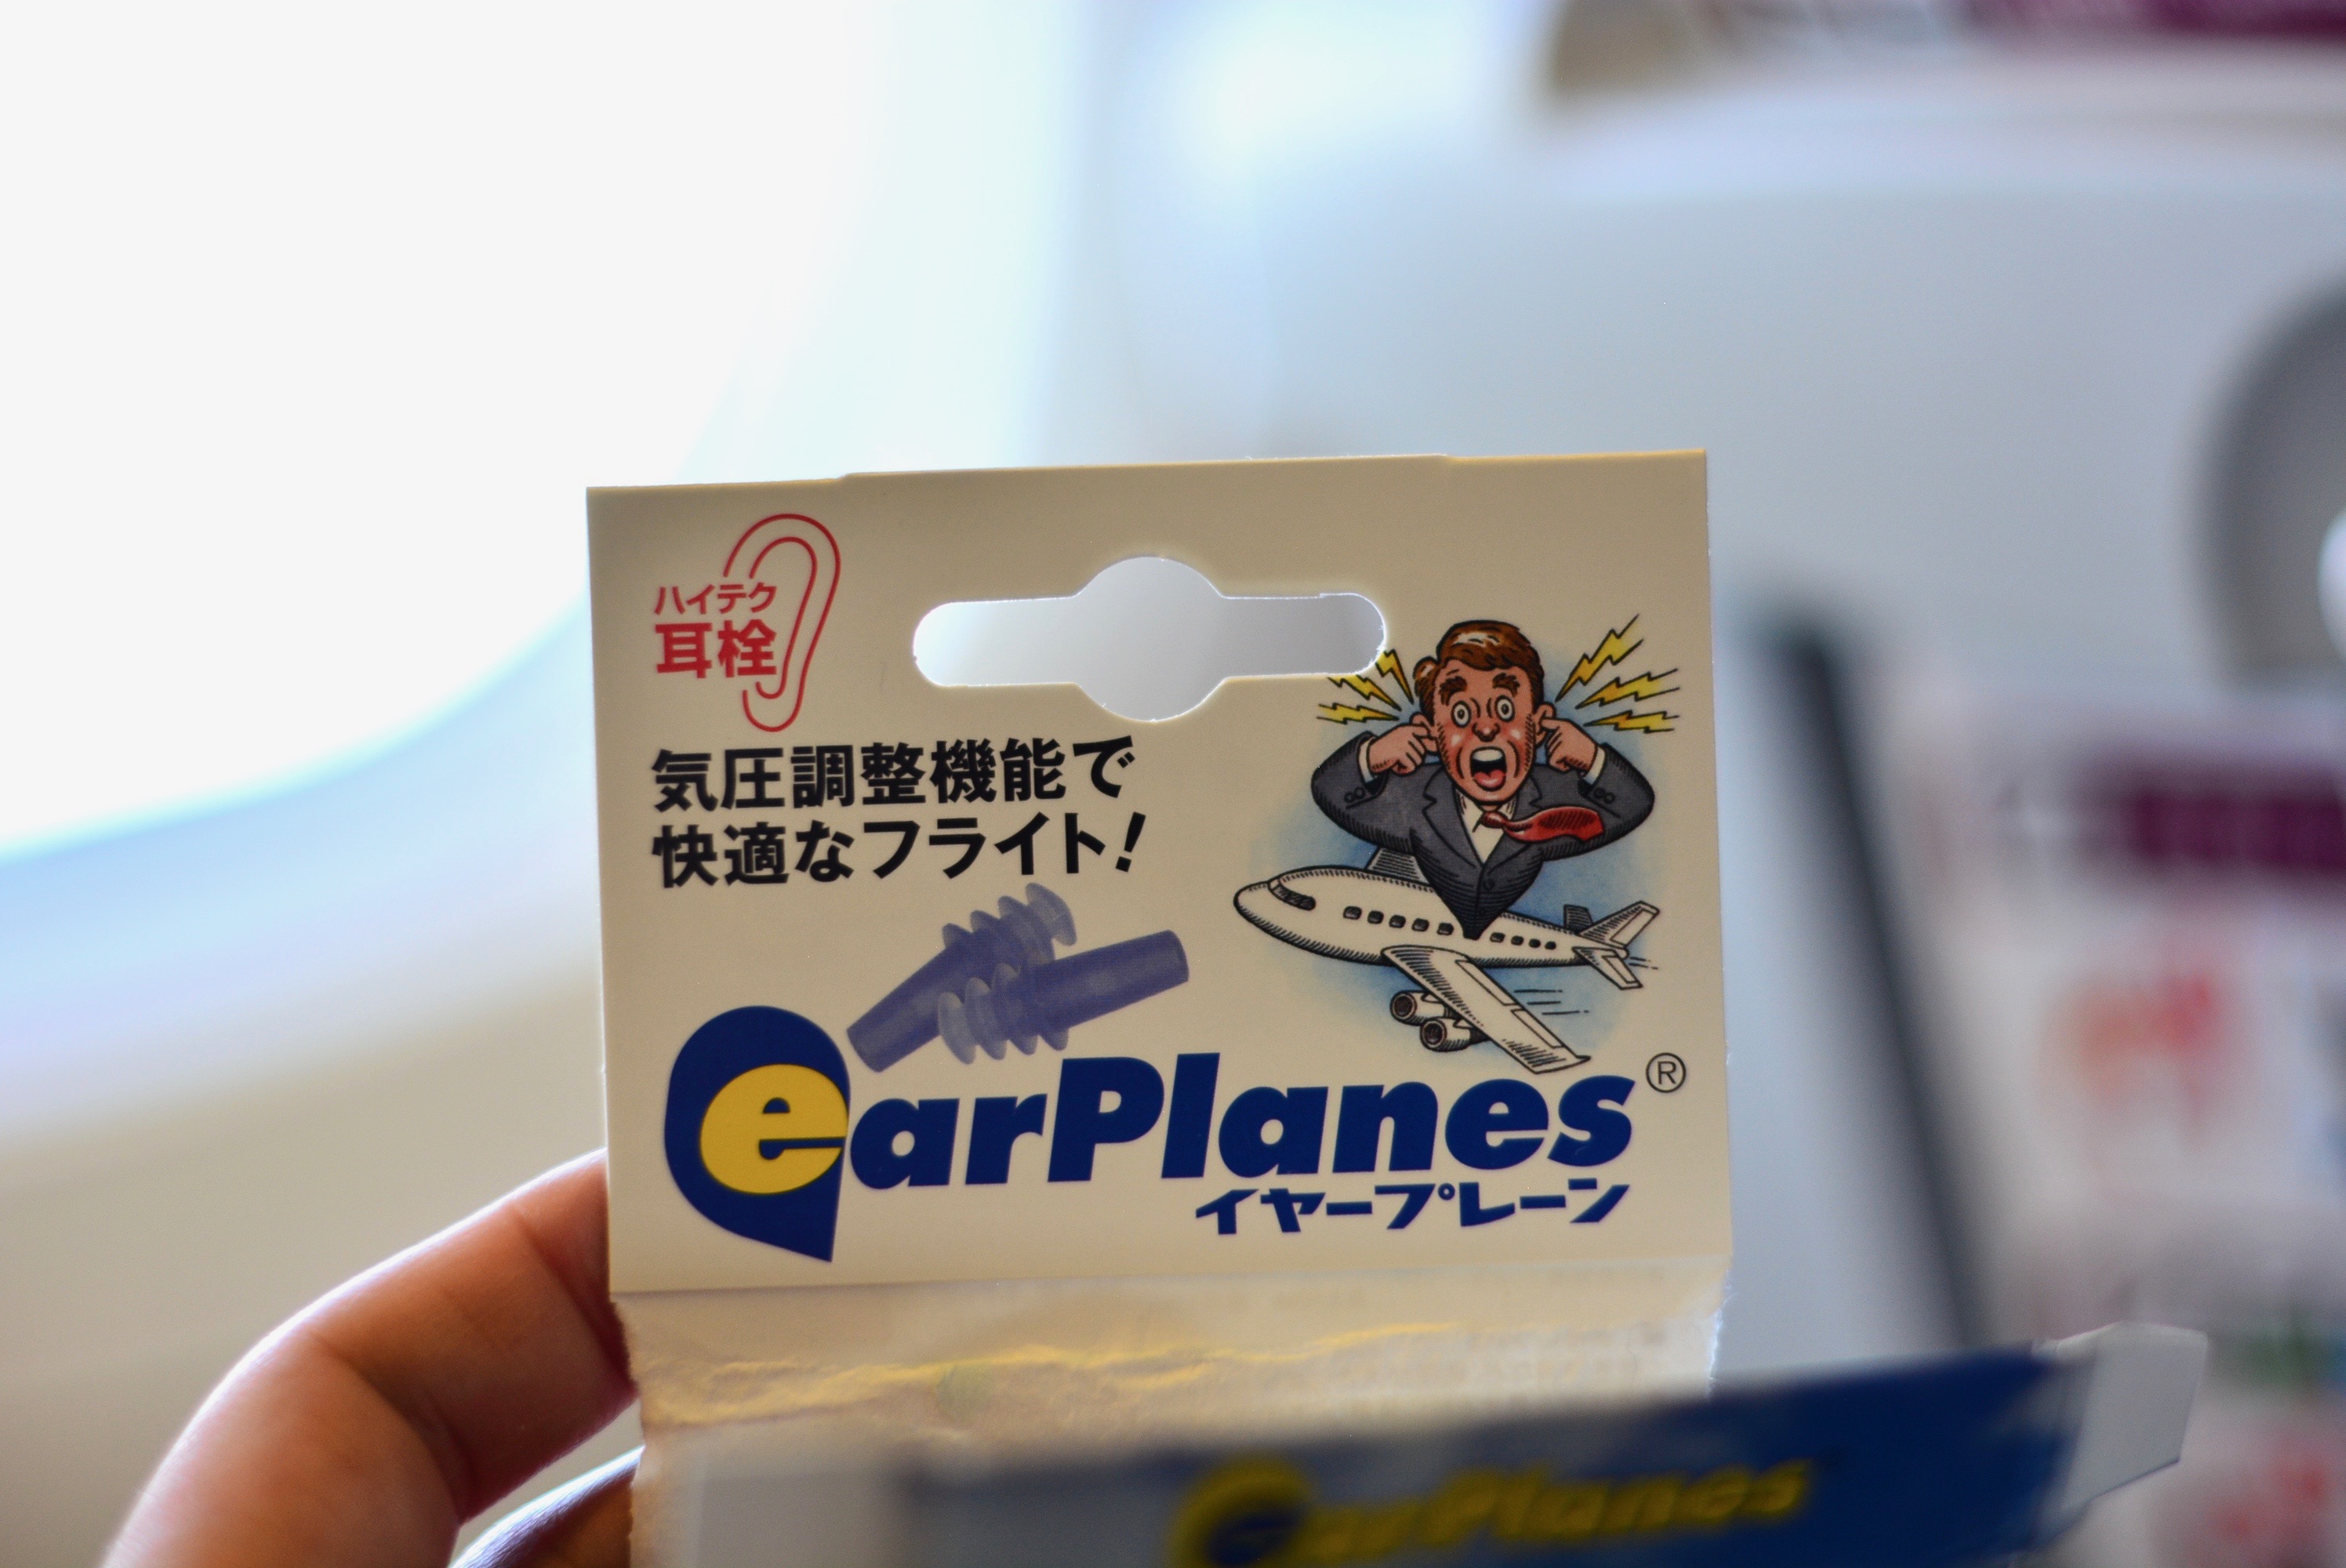 ハイテク
耳栓
気圧調整機能で
快適なフライト!
earPlanes®
イヤープレーン
earPlanes